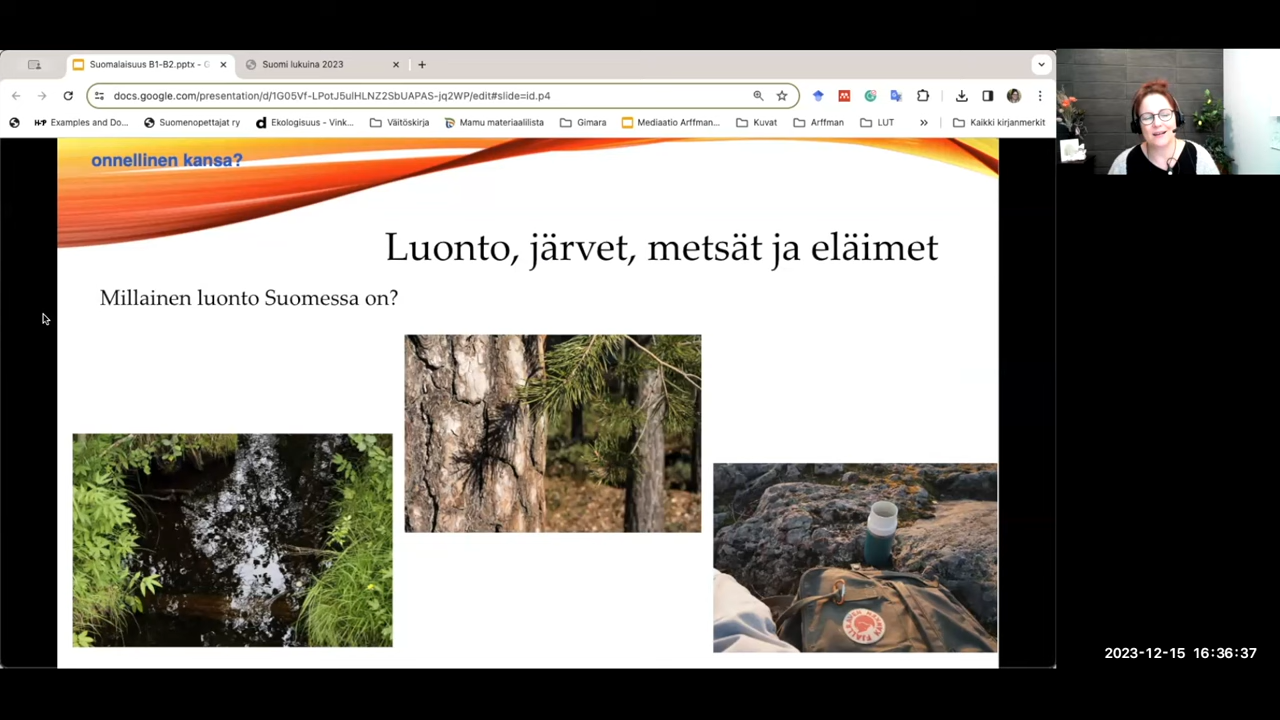 Suomalaisuus B1-B2.pptx - G
Suomi lukuina 2023
docs.google.com/presentation/d/1G05Vf-LPotJ5ulHLNZ2SbUAPAS-jq2WP/edit#slide=id.p4
Examples and Do...
Suomenopettajat ry
Ekologisuus - Vink...
Väitöskirja
Mamu materiaalilista
Gimara
Mediaatio Arffman...
Kuvat
Arffman
LUT
»
Kaikki kirjanmerkit
onnellinen kansa?
Luonto, järvet, metsät ja eläimet
Millainen luonto Suomessa on?
2023-12-15 16:36:37